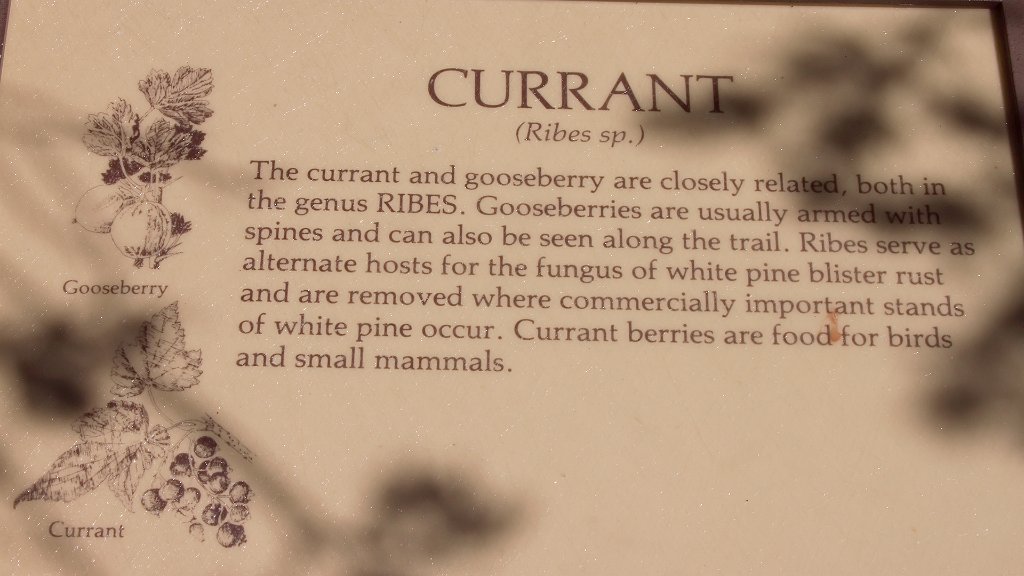 CURRANT
(Ribes sp.)
The currant and gooseberry are closely related, both in
the genus RIBES. Gooseberries are usually armed with
spines and can also be seen along the trail. Ribes serve as
alternate hosts for the fungus of white pine blister rust
and are removed where commercially important stands
of white pine occur. Currant berries are food for birds
and small mammals.
Gooseberry
Currant